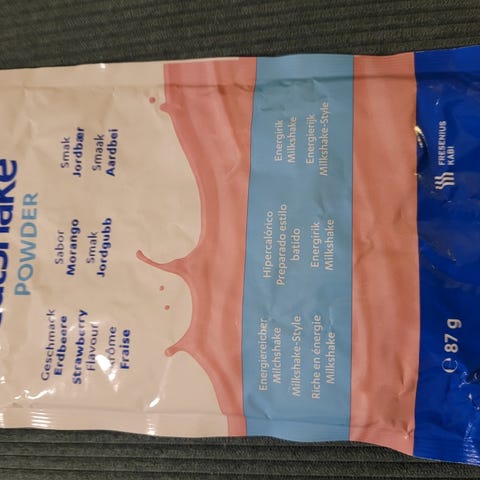 POWDER
Geschmack
Erdbeere
Strawberry
Flavour
Arôme
Fraise
Sabor
Morango
Smak
Jordgubb
Smak
Jordbær
Smaak
Aardbei
Energiereicher
Milchshake
Milkshake-Style
Riche en énergie
Milkshake
Hipercalórico
Preparado estilo
batido
Energirik
Milkshake
Energirik
Milkshake
Energierijk
Milkshake-Style
℮ 87 g
FRESENIUS
KABI